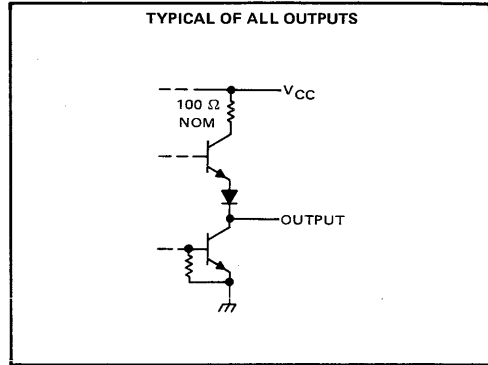 TYPICAL OF ALL OUTPUTS
VCC
100 Ω
NOM
OUTPUT